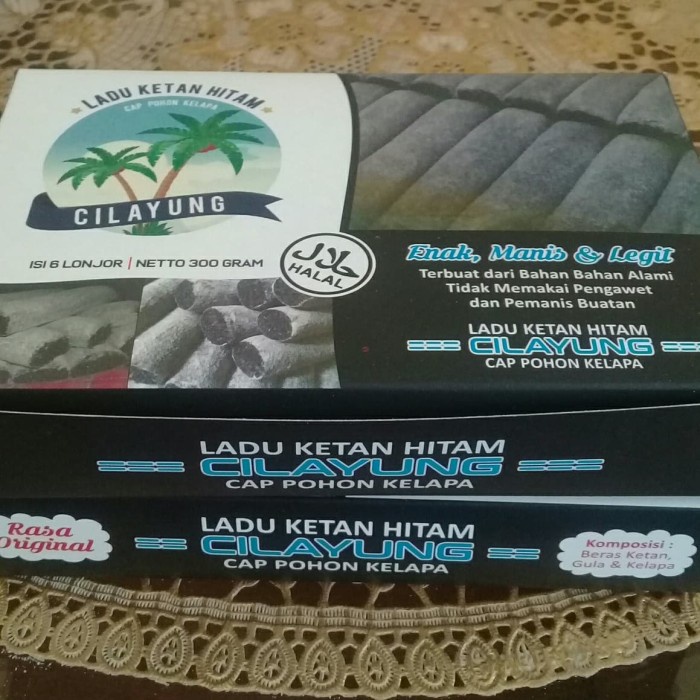 LADU KETAN HITAM
CAP POHON KELAPA
CILAYUNG
ISI 6 LONJOR | NETTO 300 GRAM
حلال
HALAL
Enak, Manis & Legit
Terbuat dari Bahan Bahan Alami
Tidak Memakai Pengawet
dan Pemanis Buatan
LADU KETAN HITAM
CILAYUNG
CAP POHON KELAPA
LADU KETAN HITAM
CILAYUNG
CAP POHON KELAPA
Rasa
Original
LADU KETAN HITAM
CILAYUNG
CAP POHON KELAPA
Komposisi :
Beras Ketan,
Gula & Kelapa